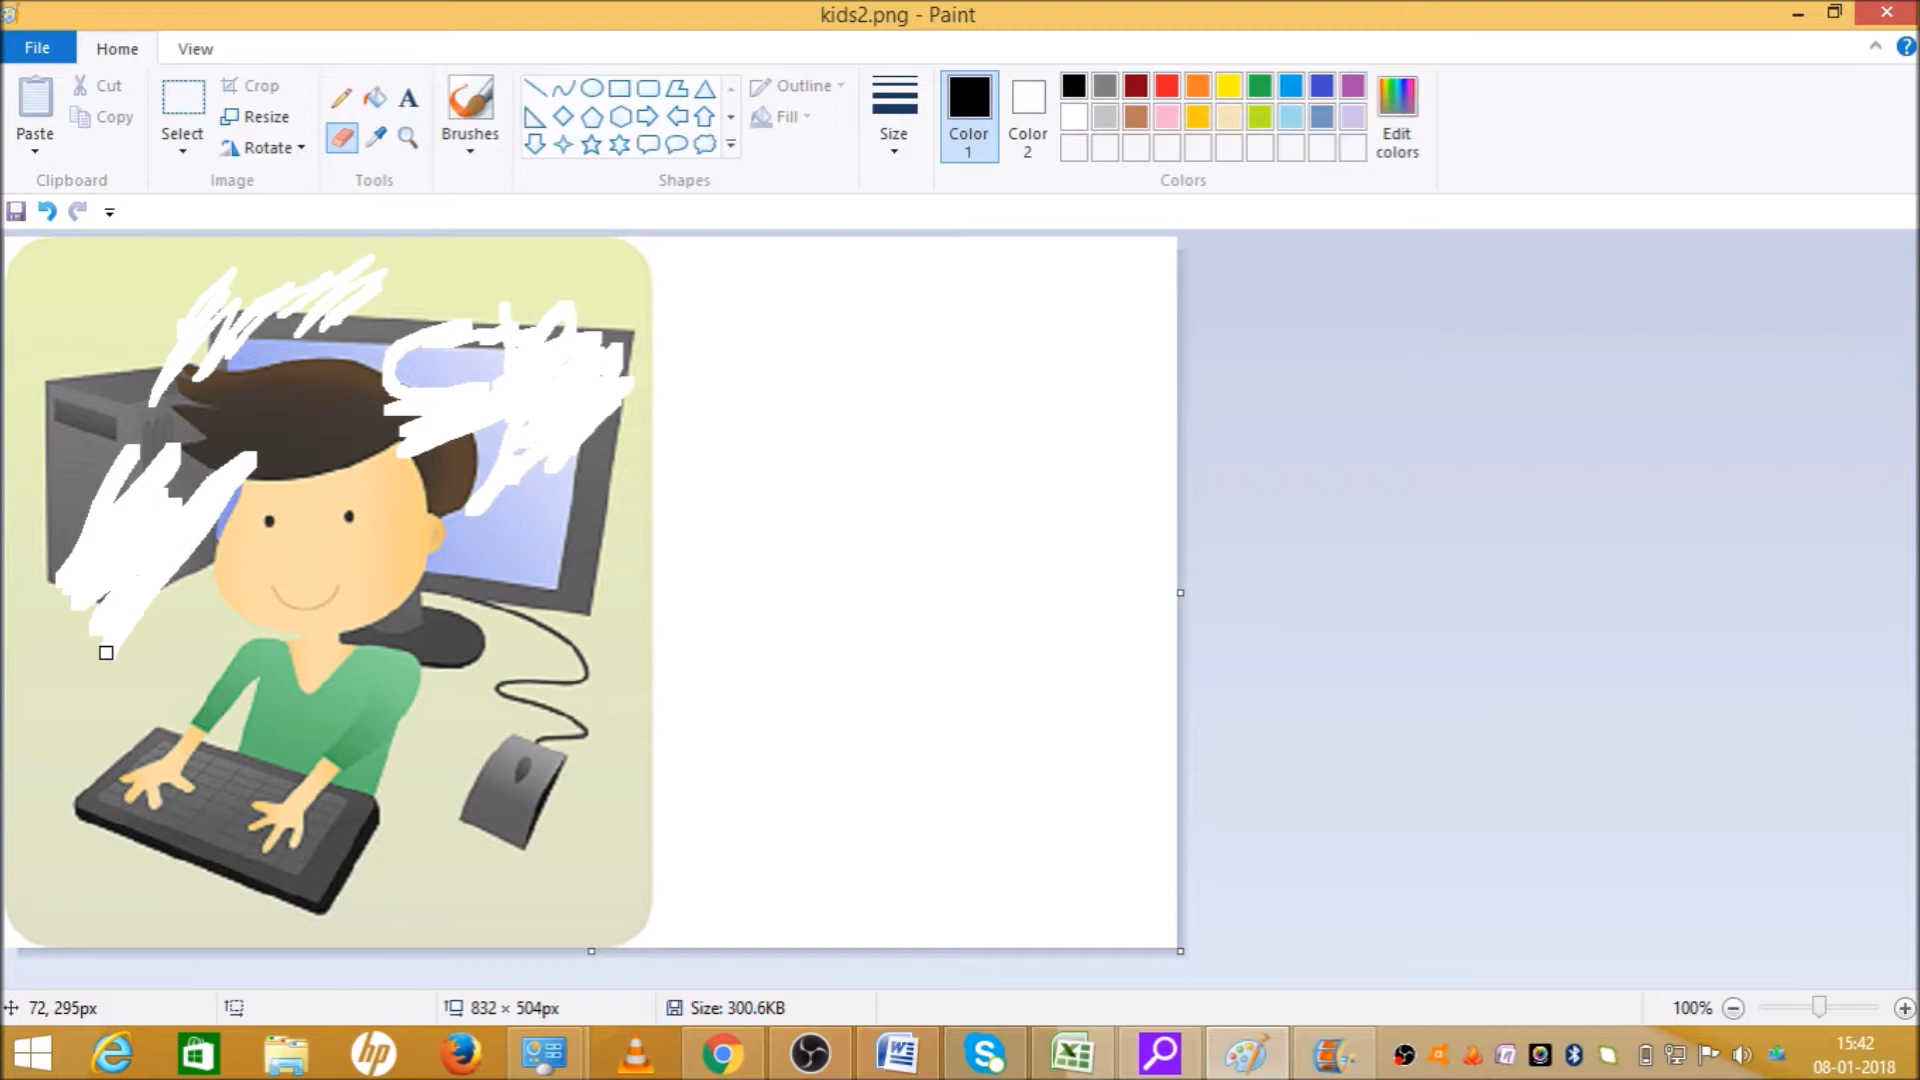 kids2.png - Paint
File Home View
Paste Cut Copy
Clipboard
Select Crop Resize Rotate
Image
A
Tools
Brushes
Outline Fill
Shapes
Size
Color 1
Color 2
Edit colors
Colors
72, 295px
832 × 504px
Size: 300.6KB
100%
hp
15:42
08-01-2018